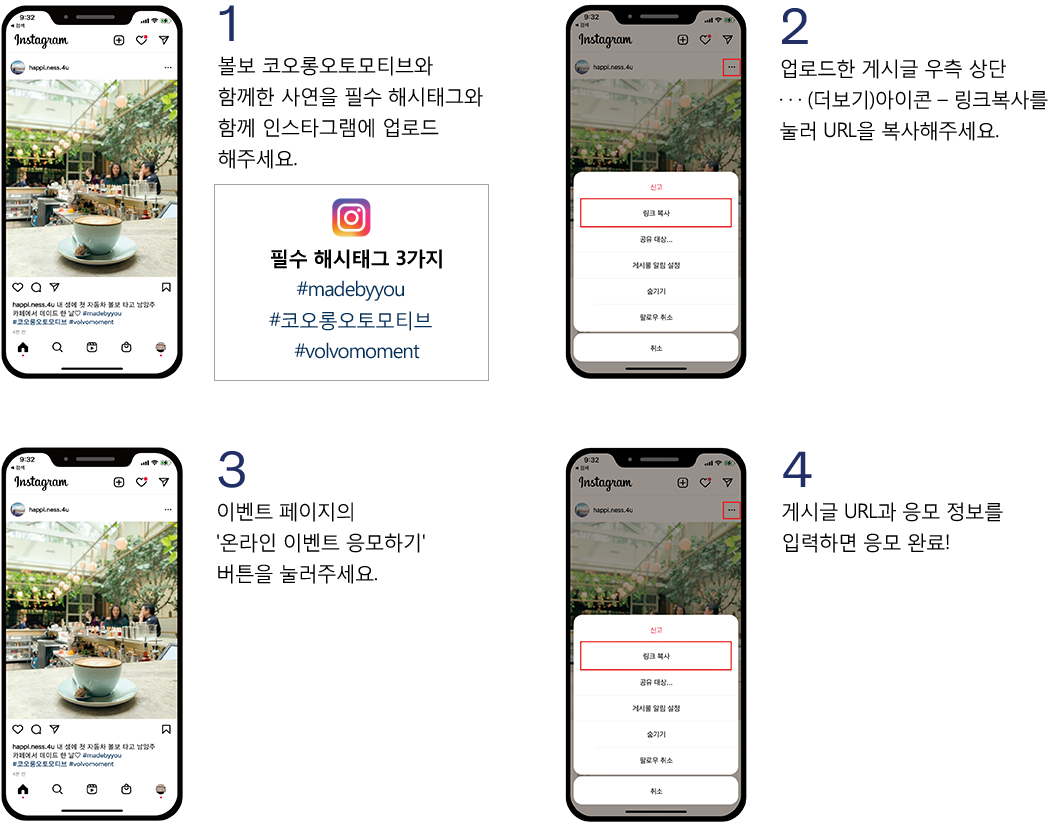 9:32
◀ 검색
Instagram
happi.ness.4u
···
happi.ness.4u 내 생에 첫 자동차 볼보 타고 남양주
카페에서 데이트 한 날♡ #madebyyou
#코오롱오토모티브 #volvomoment
1
볼보 코오롱오토모티브와
함께한 사연을 필수 해시태그와
함께 인스타그램에 업로드
해주세요.
필수 해시태그 3가지
#madebyyou
#코오롱오토모티브
#volvomoment
9:32
◀ 검색
Instagram
happi.ness.4u
···
신고
링크 복사
공유 대상...
게시물 알림 설정
숨기기
팔로우 취소
취소
2
업로드한 게시글 우측 상단
··· (더보기)아이콘 – 링크복사를
눌러 URL을 복사해주세요.
9:32
◀ 검색
Instagram
happi.ness.4u
···
happi.ness.4u 내 생에 첫 자동차 볼보 타고 남양주
카페에서 데이트 한 날♡ #madebyyou
#코오롱오토모티브 #volvomoment
3
이벤트 페이지의
'온라인 이벤트 응모하기'
버튼을 눌러주세요.
9:32
◀ 검색
Instagram
happi.ness.4u
···
신고
링크 복사
공유 대상...
게시물 알림 설정
숨기기
팔로우 취소
취소
4
게시글 URL과 응모 정보를
입력하면 응모 완료!